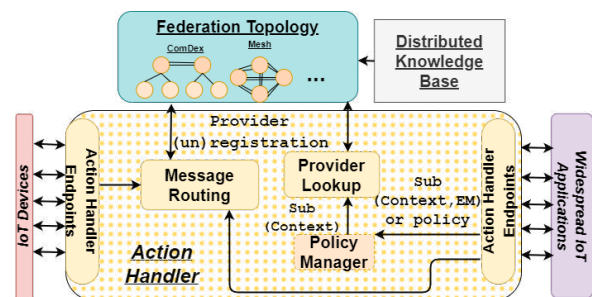 Federation Topology
ComDex
Mesh
...
Distributed
Knowledge
Base
Provider
(un)registration
IoT Devices
Action Handler
Endpoints
Message
Routing
Provider
Lookup
Sub
(Context)
Sub
(Context,EM)
or policy
Policy
Manager
Action
Handler
Action Handler
Endpoints
Widespread IoT
Applications